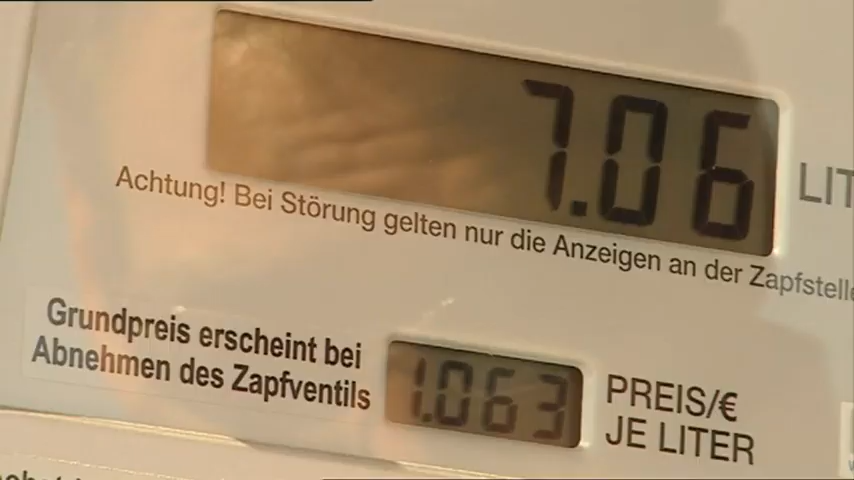 7.06
LIT
Achtung! Bei Störung gelten nur die Anzeigen an der Zapfstelle
Grundpreis erscheint bei
Abnehmen des Zapfventils
1.063
PREIS/€
JE LITER